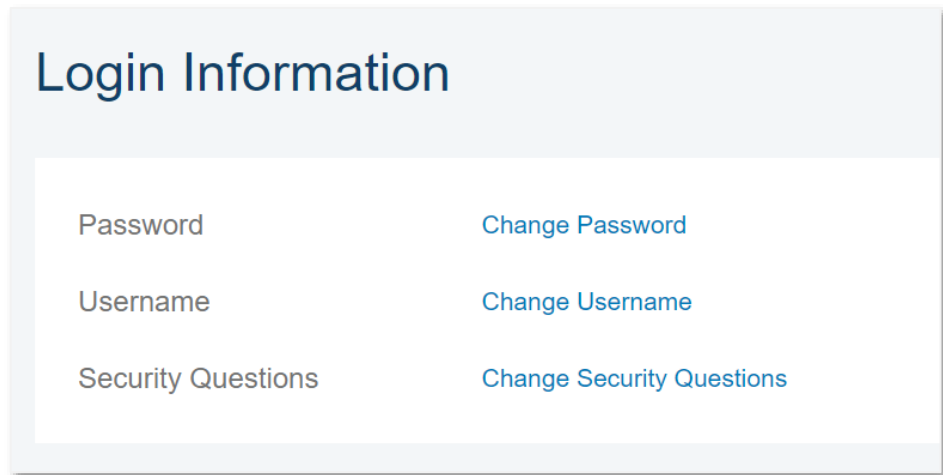 Login Information
Password Change Password
Username Change Username
Security Questions Change Security Questions